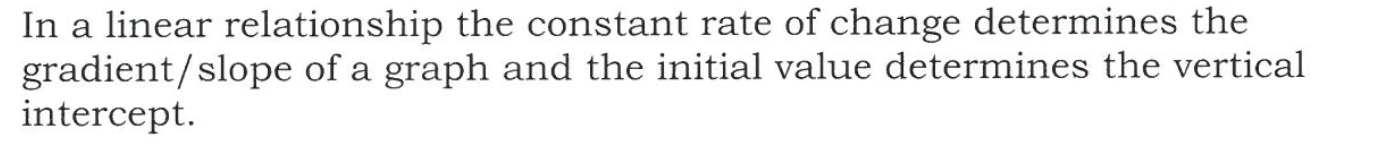 In a linear relationship the constant rate of change determines the
gradient/slope of a graph and the initial value determines the vertical
intercept.